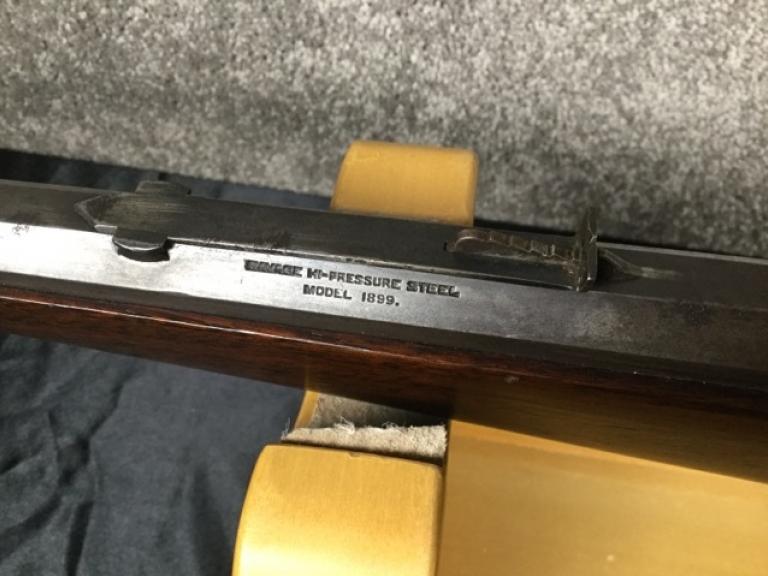 SAVAGE HI-PRESSURE STEEL
MODEL 1899.